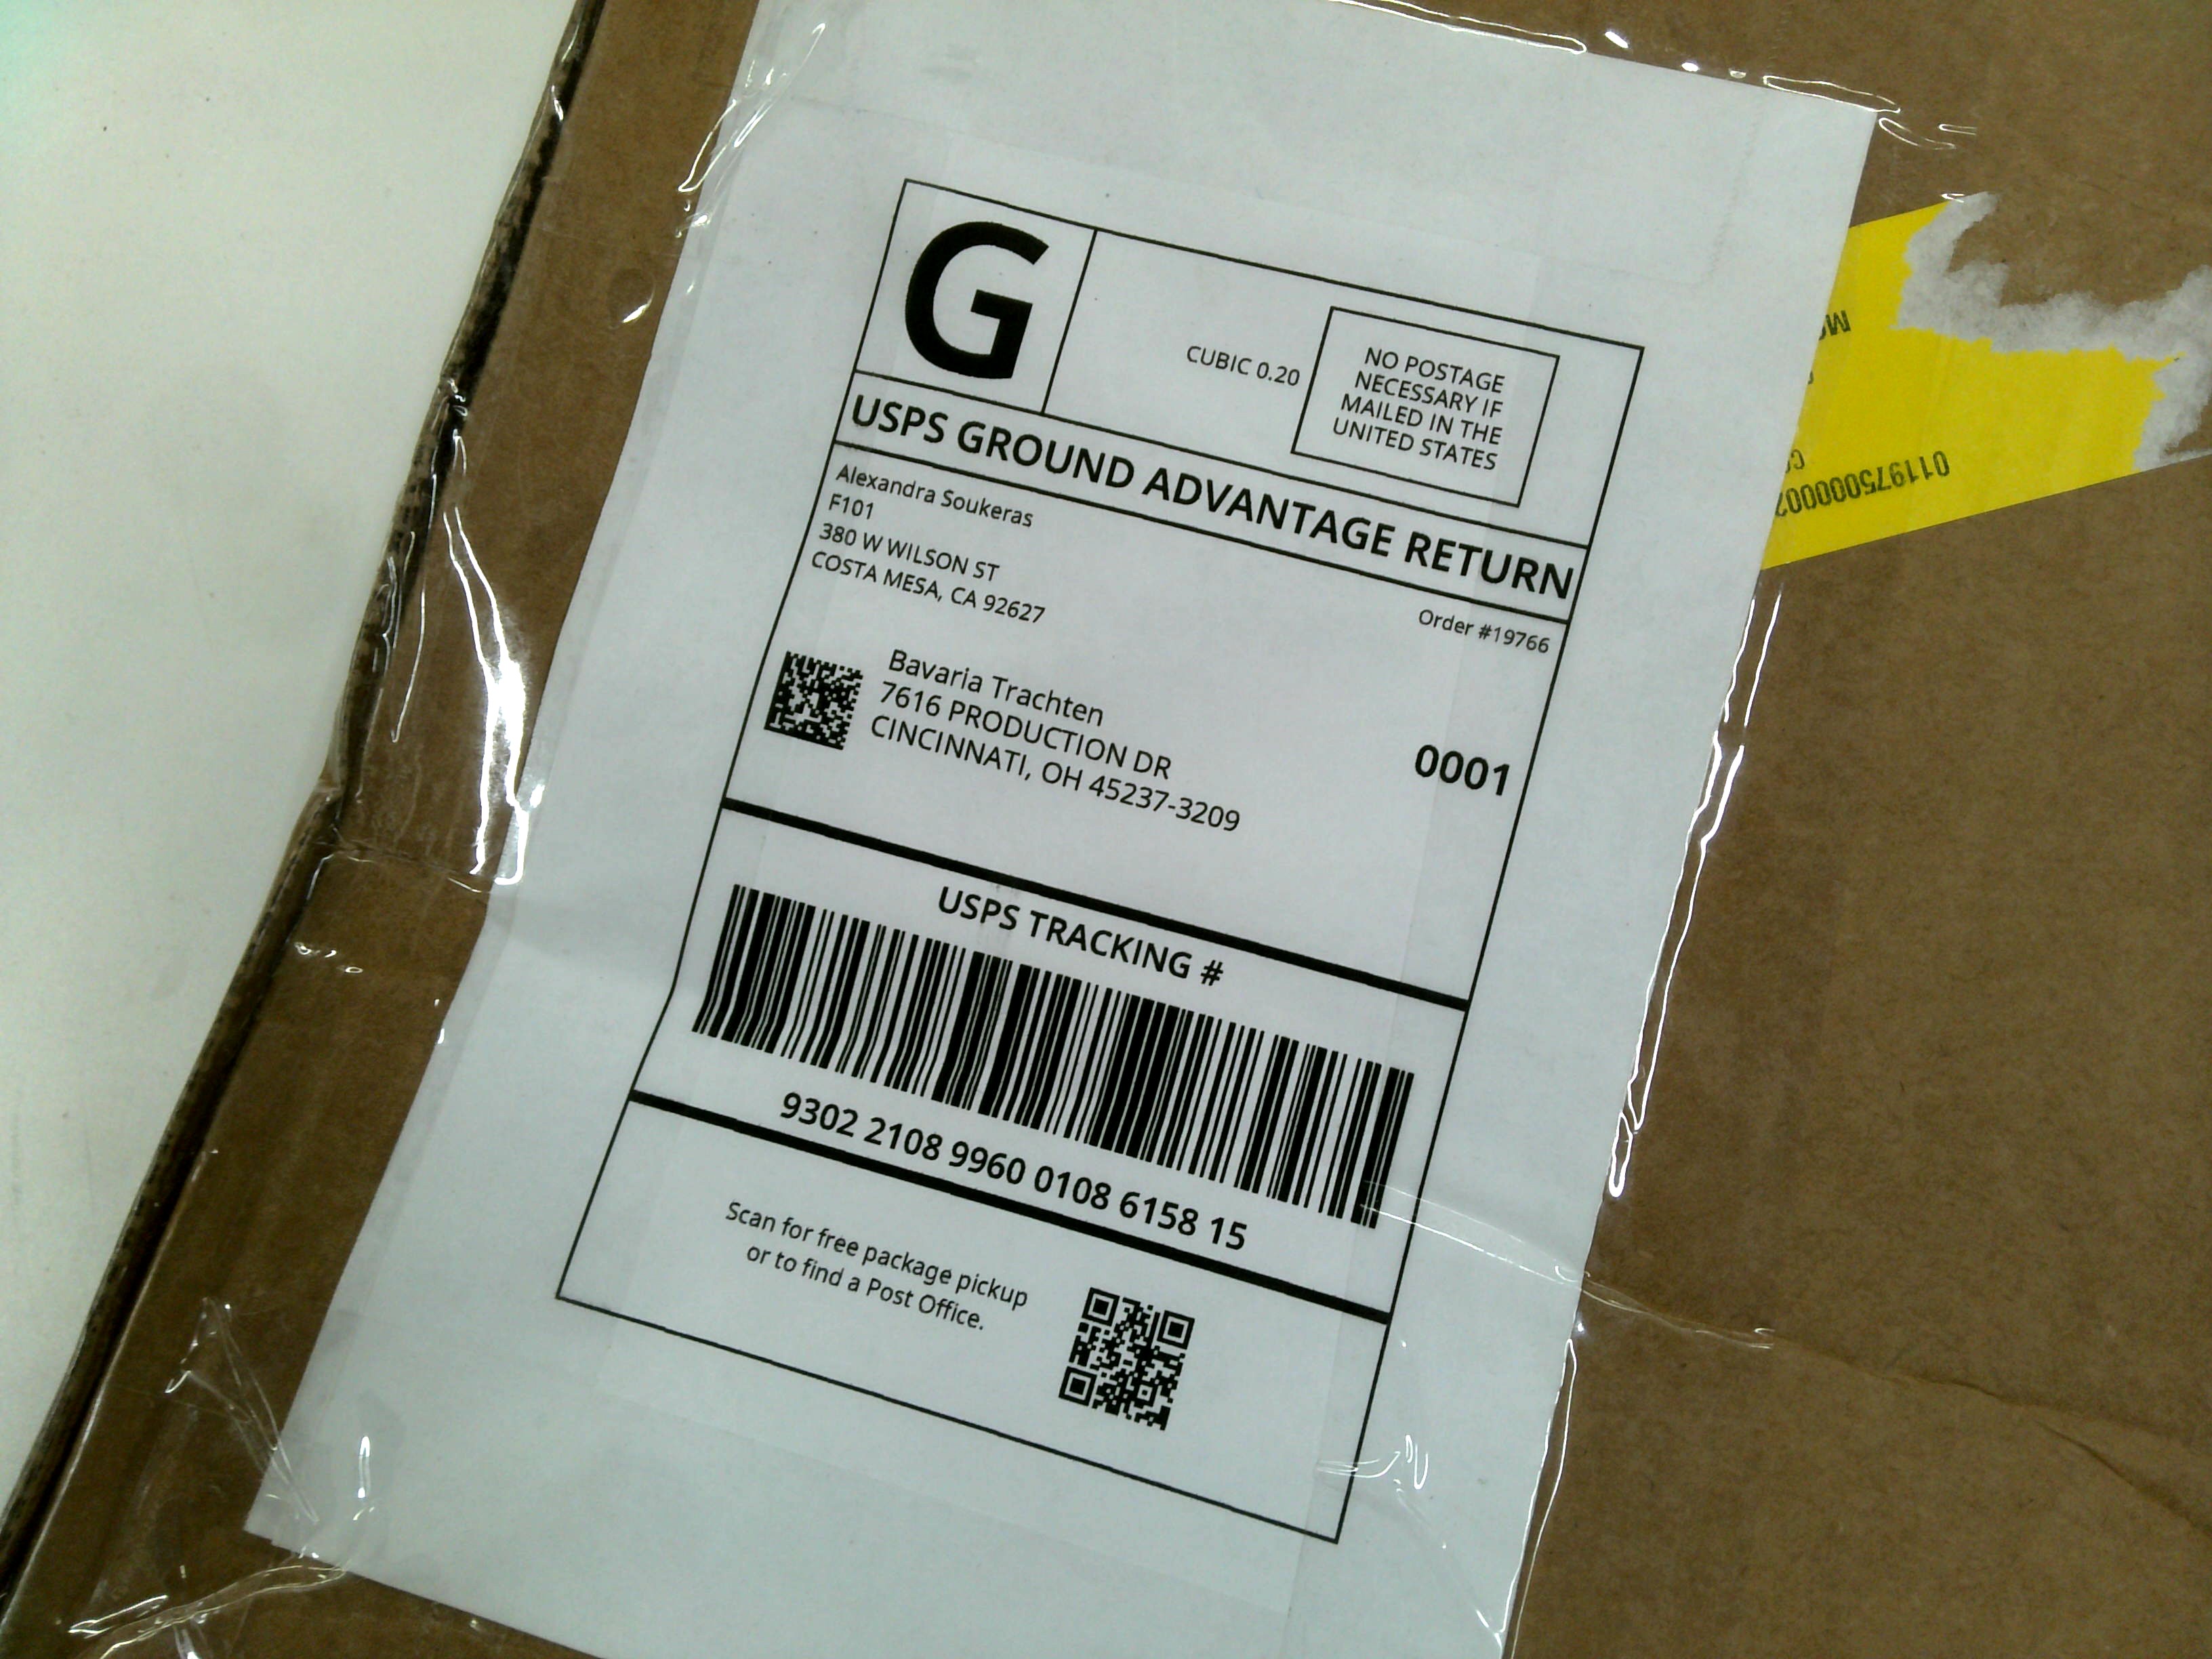 G
CUBIC 0.20
NO POSTAGE
NECESSARY IF
MAILED IN THE
UNITED STATES
USPS GROUND ADVANTAGE RETURN
Alexandra Soukeras
F101
380 W WILSON ST
COSTA MESA, CA 92627
Order #19766
Bavaria Trachten
7616 PRODUCTION DR
CINCINNATI, OH 45237-3209
0001
USPS TRACKING #
9302 2108 9960 0108 6158 15
Scan for free package pickup
or to find a Post Office.